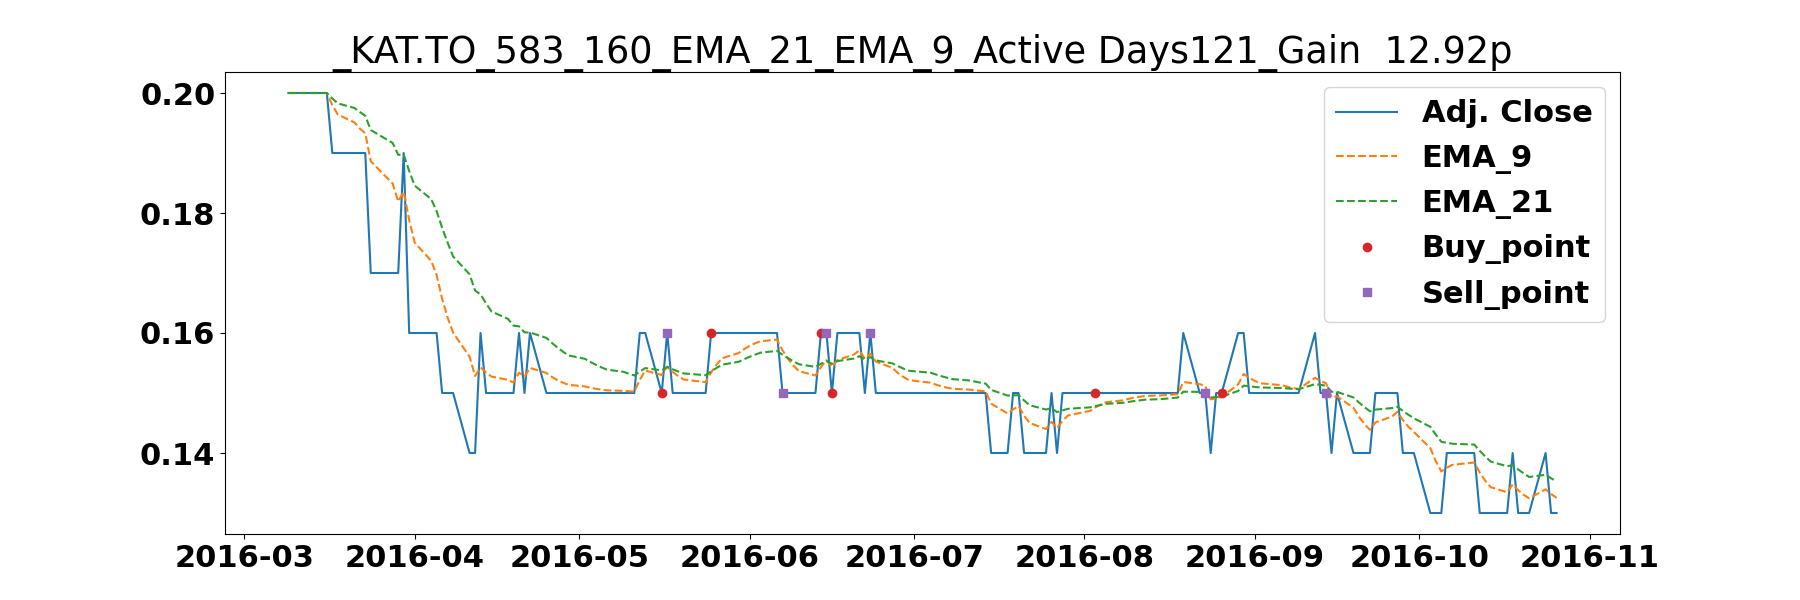 _KAT.TO_583_160_EMA_21_EMA_9_Active Days121_Gain  12.92p
0.20
0.18
0.16
0.14
Adj. Close
EMA_9
EMA_21
Buy_point
Sell_point
2016-03 2016-04 2016-05 2016-06 2016-07 2016-08 2016-09 2016-10 2016-11